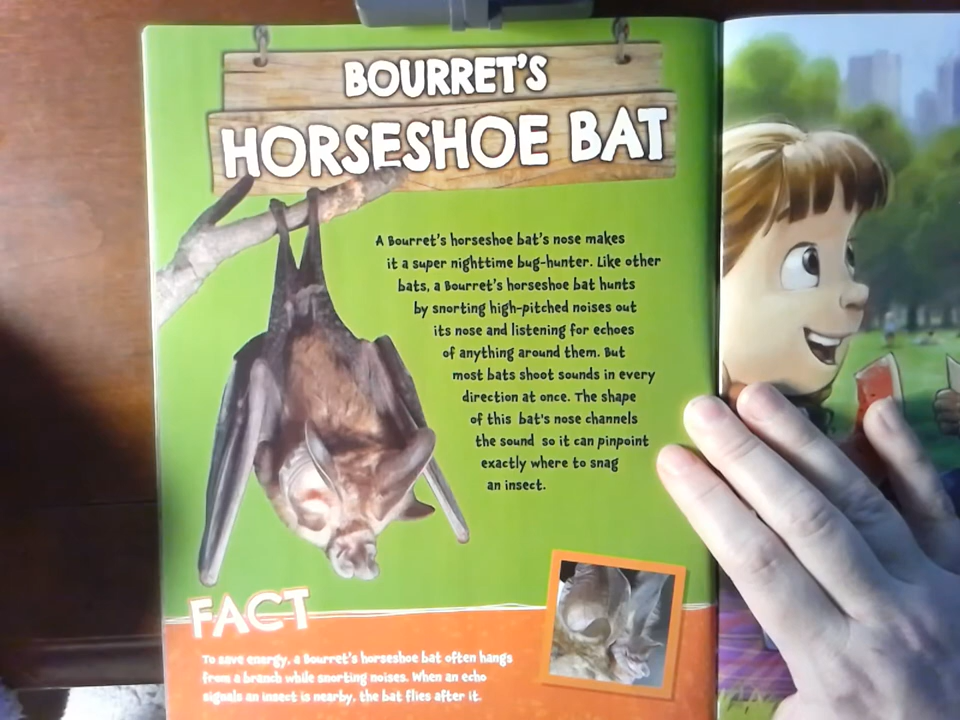 BOURRET'S
HORSESHOE BAT
A Bourret's horseshoe bat's nose makes
it a super nighttime bug-hunter. Like other
bats, a Bourret's horseshoe bat hunts
by snorting high-pitched noises out
its nose and listening for echoes
of anything around them. But
most bats shoot sounds in every
direction at once. The shape
of this bat's nose channels
the sound so it can pinpoint
exactly where to snag
an insect.
FACT
To save energy, a Bourret's horseshoe bat often hangs
from a branch while snorting noises. When an echo
signals an insect is nearby, the bat flies after it.